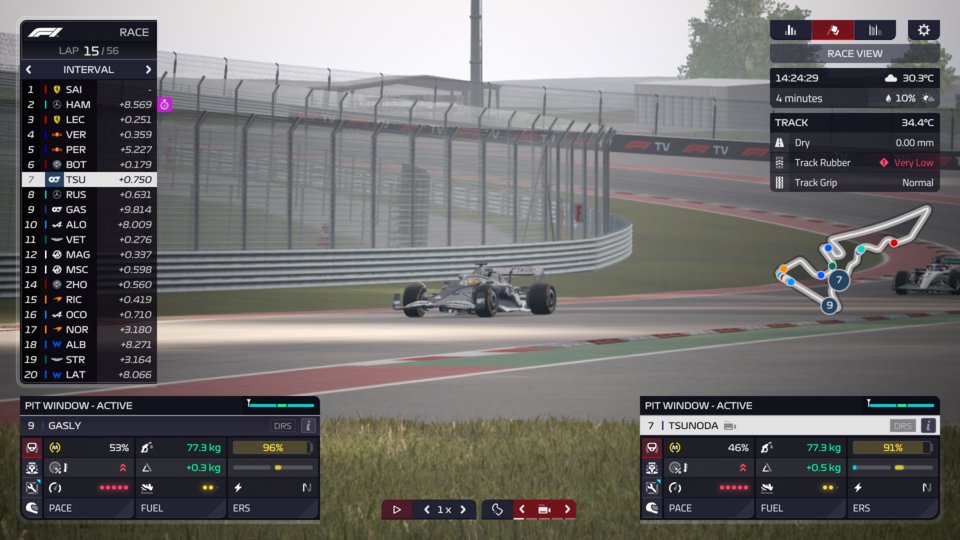 F1 RACE
LAP 15/56
INTERVAL
1 SAI -
2 HAM +8.569
3 LEC +0.251
4 VER +0.359
5 PER +5.227
6 BOT +0.179
7 TSU +0.750
8 RUS +0.631
9 GAS +9.814
10 ALO +8.009
11 VET +0.276
12 MAG +0.337
13 MSC +0.598
14 ZHO +0.560
15 RIC +0.419
16 OCO +0.710
17 NOR +3.180
18 ALB +8.271
19 STR +3.164
20 LAT +8.066
F1 TV
F1 TV
RACE VIEW
14:24:29 30.3°C
4 minutes 10%
TRACK 34.4°C
Dry 0.00 mm
Track Rubber Very Low
Track Grip Normal
7
9
PIT WINDOW - ACTIVE
9 GASLY DRS i
M 53% 77.3 kg 96%
+0.3 kg
N
PACE FUEL ERS
1x
PIT WINDOW - ACTIVE
7 TSUNODA DRS i
M 46% 77.3 kg 91%
+0.5 kg
N
PACE FUEL ERS